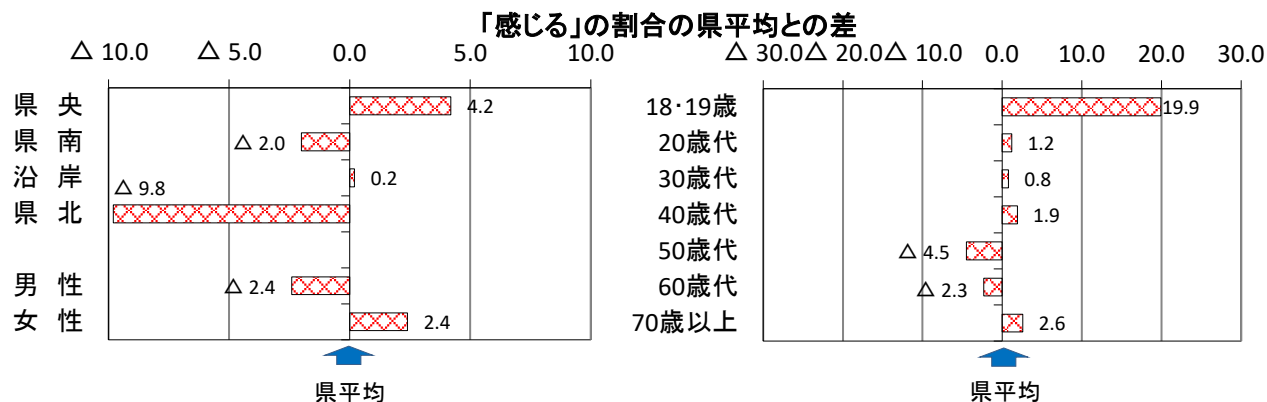 「感じる」の割合の県平均との差
△ 10.0 △ 5.0 0.0 5.0 10.0
県 央 4.2
県 南 △ 2.0
沿 岸 0.2
△ 9.8
県 北
男 性 △ 2.4
女 性 2.4
県平均
△ 30.0 △ 20.0 △ 10.0 0.0 10.0 20.0 30.0
18・19歳 19.9
20歳代 1.2
30歳代 0.8
40歳代 1.9
50歳代 △ 4.5
60歳代 △ 2.3
70歳以上 2.6
県平均